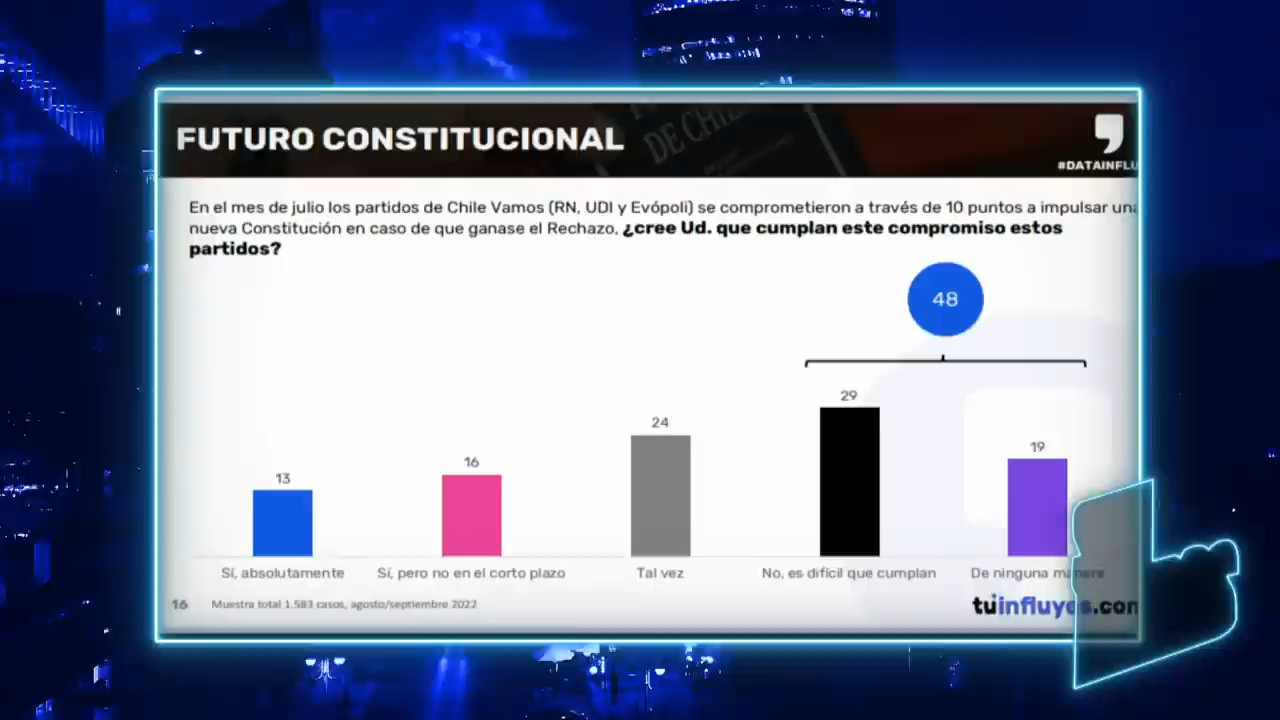 DE CHILE
FUTURO CONSTITUCIONAL
#DATAINFLU
En el mes de julio los partidos de Chile Vamos (RN, UDI y Evópoli) se comprometieron a través de 10 puntos a impulsar una
nueva Constitución en caso de que ganase el Rechazo, ¿cree Ud. que cumplan este compromiso estos
partidos?
48
29
24
19
16
13
Sí, absolutamente Sí, pero no en el corto plazo Tal vez No, es difícil que cumplan De ninguna manera
16 Muestra total 1.583 casos, agosto/septiembre 2022
tuinfluyes.com